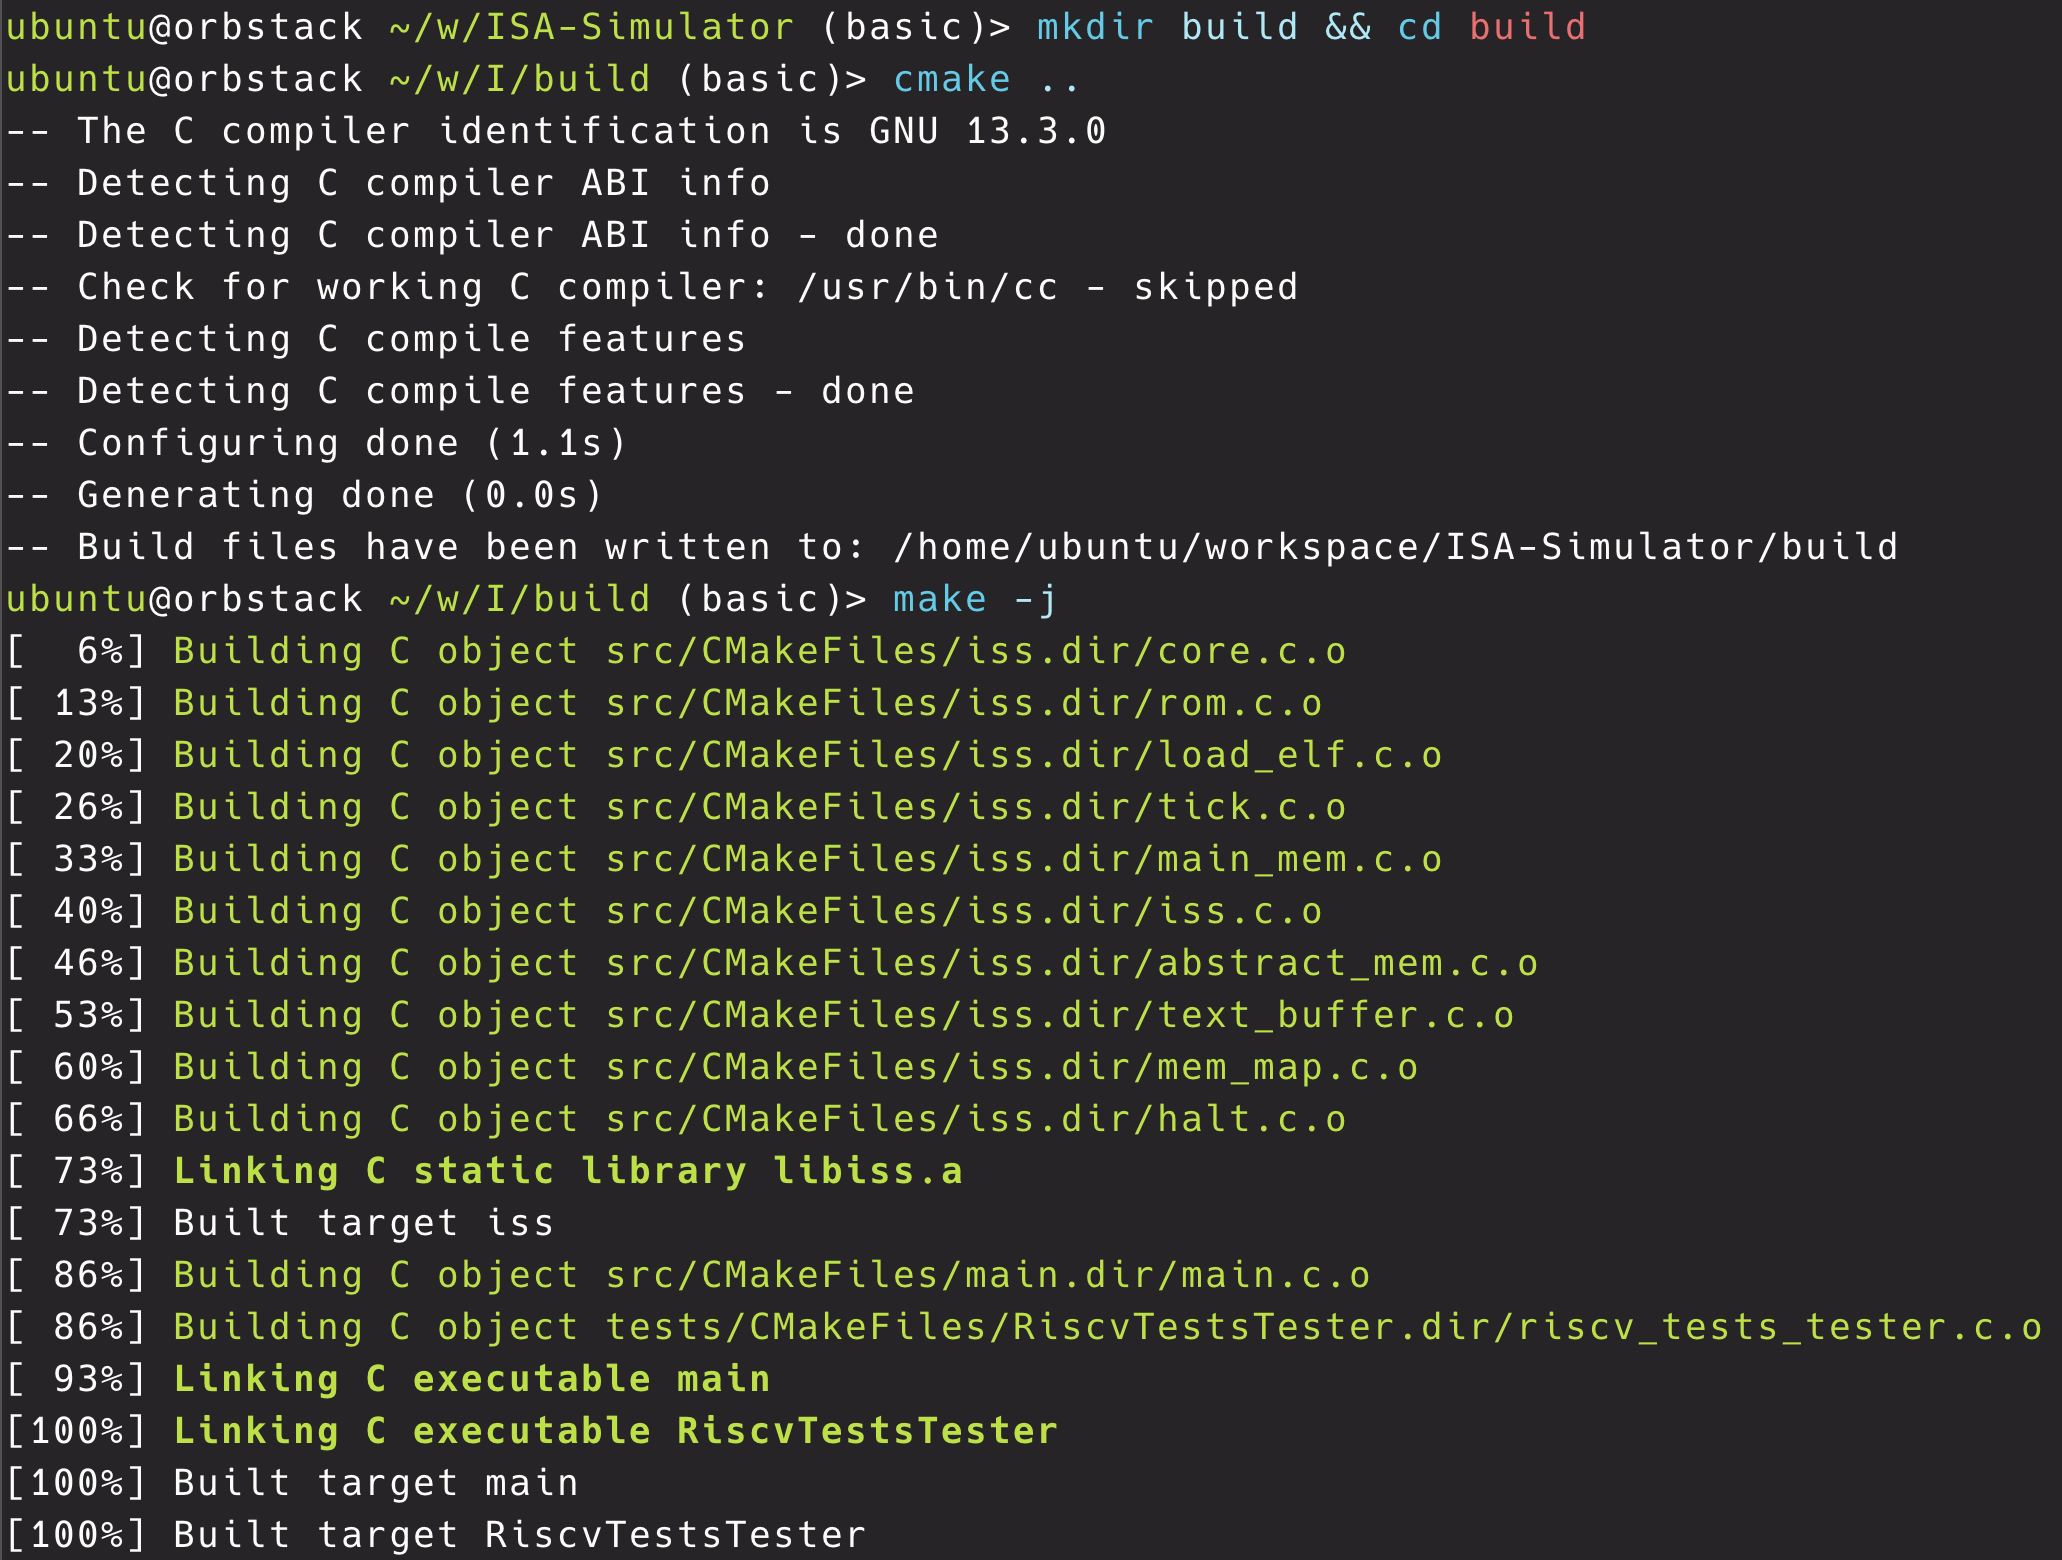 ubuntu@orbstack ~/w/ISA-Simulator (basic)> mkdir build && cd build
ubuntu@orbstack ~/w/I/build (basic)> cmake ..
-- The C compiler identification is GNU 13.3.0
-- Detecting C compiler ABI info
-- Detecting C compiler ABI info - done
-- Check for working C compiler: /usr/bin/cc - skipped
-- Detecting C compile features
-- Detecting C compile features - done
-- Configuring done (1.1s)
-- Generating done (0.0s)
-- Build files have been written to: /home/ubuntu/workspace/ISA-Simulator/build
ubuntu@orbstack ~/w/I/build (basic)> make -j
[  6%] Building C object src/CMakeFiles/iss.dir/core.c.o
[ 13%] Building C object src/CMakeFiles/iss.dir/rom.c.o
[ 20%] Building C object src/CMakeFiles/iss.dir/load_elf.c.o
[ 26%] Building C object src/CMakeFiles/iss.dir/tick.c.o
[ 33%] Building C object src/CMakeFiles/iss.dir/main_mem.c.o
[ 40%] Building C object src/CMakeFiles/iss.dir/iss.c.o
[ 46%] Building C object src/CMakeFiles/iss.dir/abstract_mem.c.o
[ 53%] Building C object src/CMakeFiles/iss.dir/text_buffer.c.o
[ 60%] Building C object src/CMakeFiles/iss.dir/mem_map.c.o
[ 66%] Building C object src/CMakeFiles/iss.dir/halt.c.o
[ 73%] Linking C static library libiss.a
[ 73%] Built target iss
[ 86%] Building C object src/CMakeFiles/main.dir/main.c.o
[ 86%] Building C object tests/CMakeFiles/RiscvTestsTester.dir/riscv_tests_tester.c.o
[ 93%] Linking C executable main
[100%] Linking C executable RiscvTestsTester
[100%] Built target main
[100%] Built target RiscvTestsTester